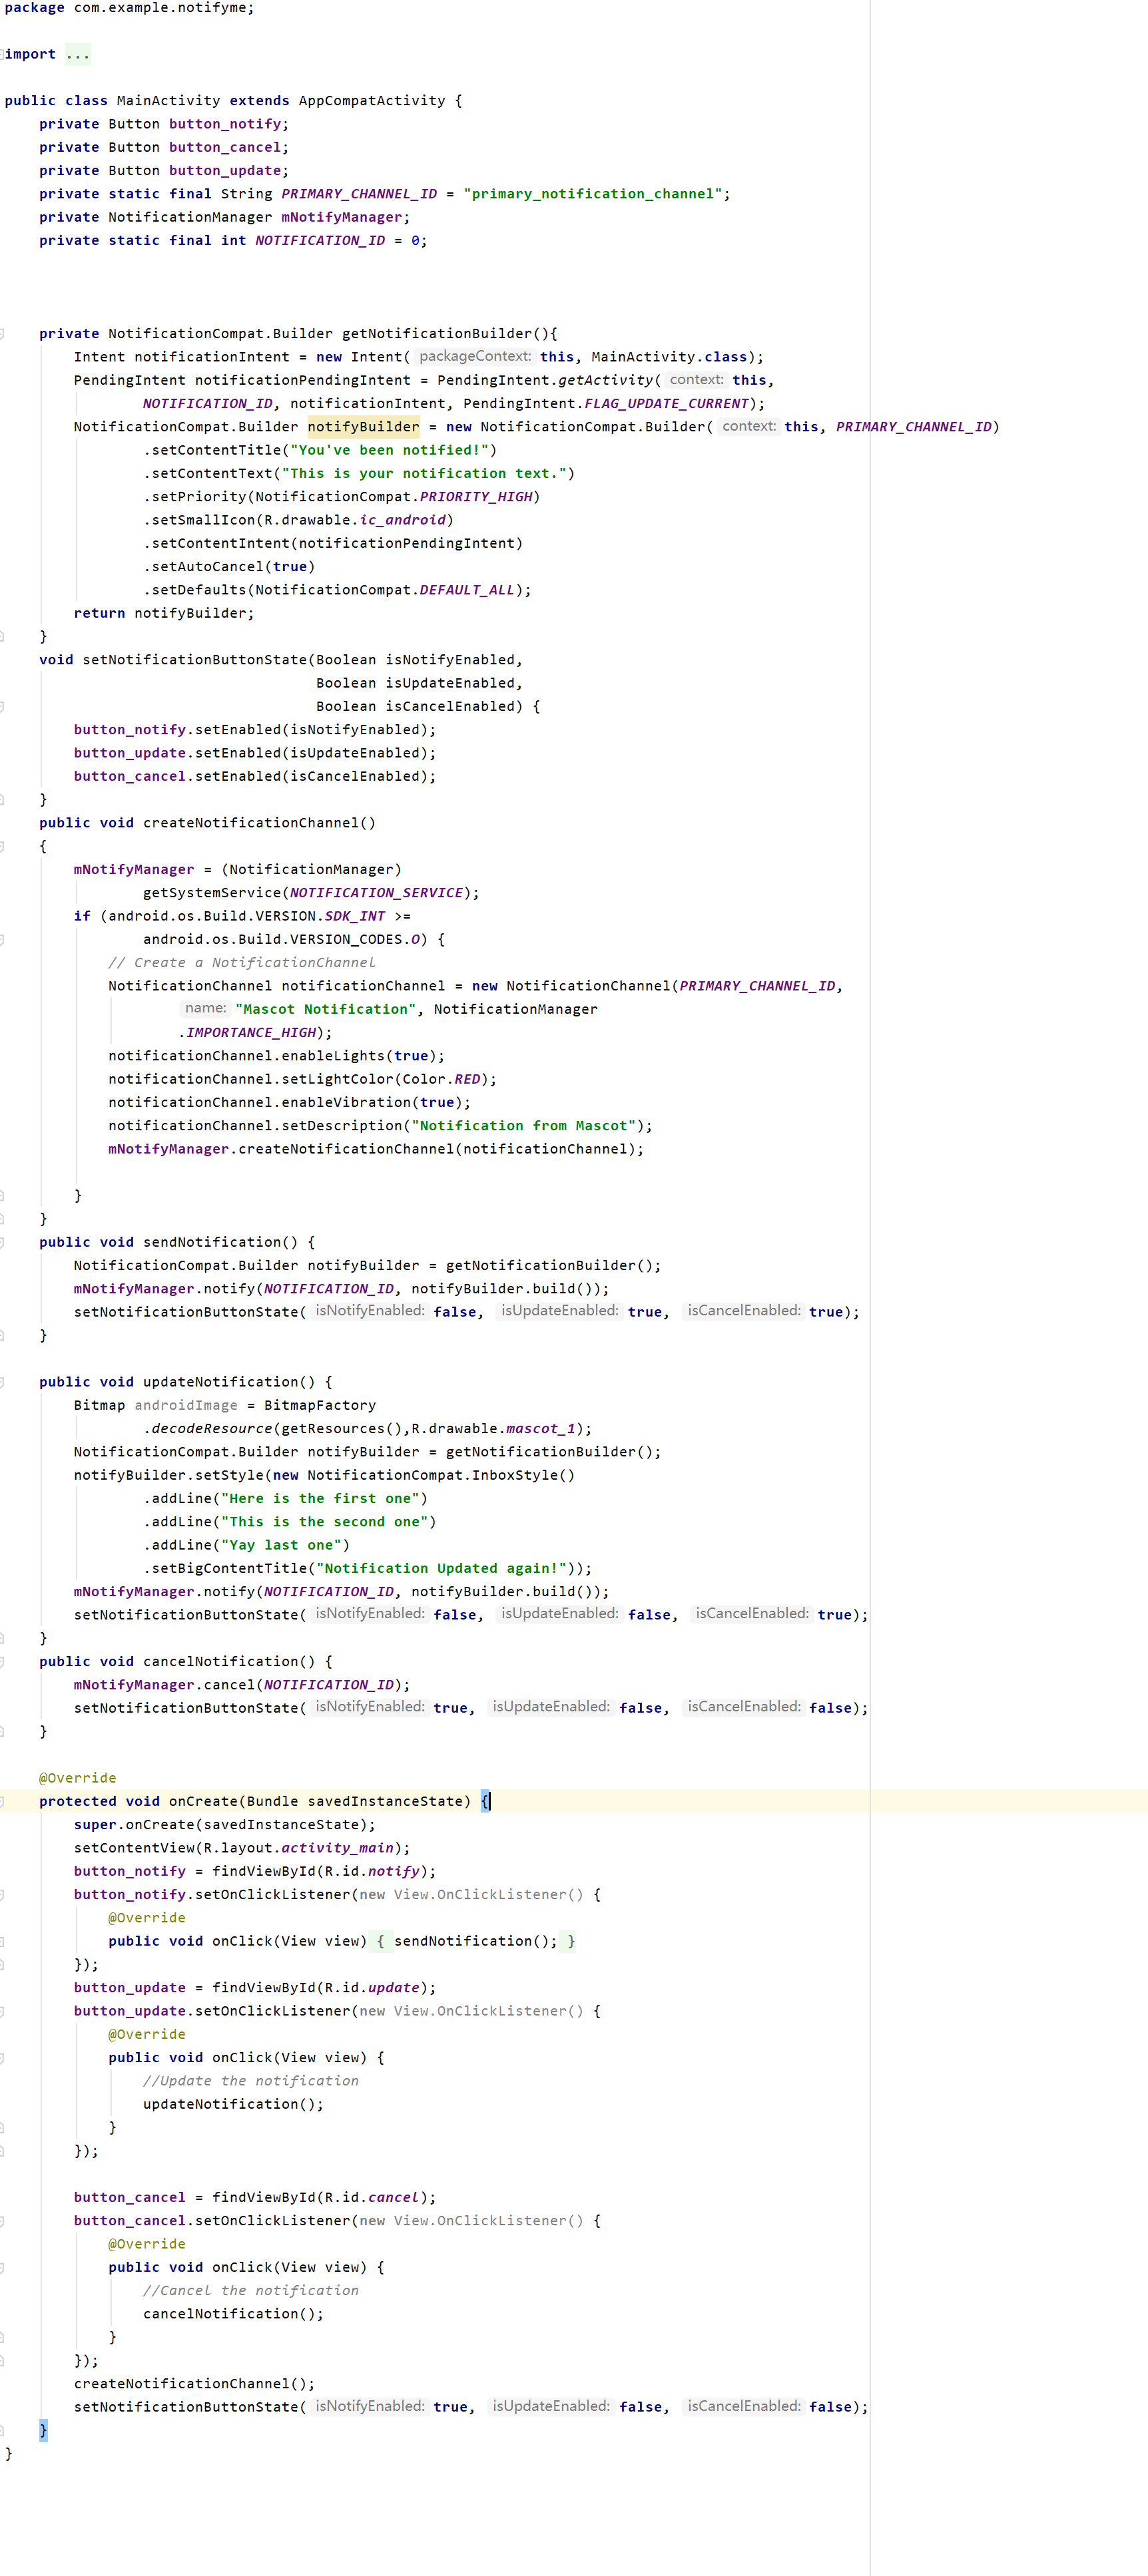 package com.example.notifyme;
import ...
public class MainActivity extends AppCompatActivity {
    private Button button_notify;
    private Button button_cancel;
    private Button button_update;
    private static final String PRIMARY_CHANNEL_ID = "primary_notification_channel";
    private NotificationManager mNotifyManager;
    private static final int NOTIFICATION_ID = 0;
    private NotificationCompat.Builder getNotificationBuilder(){
        Intent notificationIntent = new Intent( packageContext: this, MainActivity.class);
        PendingIntent notificationPendingIntent = PendingIntent.getActivity( context: this,
                NOTIFICATION_ID, notificationIntent, PendingIntent.FLAG_UPDATE_CURRENT);
        NotificationCompat.Builder notifyBuilder = new NotificationCompat.Builder( context: this, PRIMARY_CHANNEL_ID)
                .setContentTitle("You've been notified!")
                .setContentText("This is your notification text.")
                .setPriority(NotificationCompat.PRIORITY_HIGH)
                .setSmallIcon(R.drawable.ic_android)
                .setContentIntent(notificationPendingIntent)
                .setAutoCancel(true)
                .setDefaults(NotificationCompat.DEFAULT_ALL);
        return notifyBuilder;
    }
    void setNotificationButtonState(Boolean isNotifyEnabled,
                                    Boolean isUpdateEnabled,
                                    Boolean isCancelEnabled) {
        button_notify.setEnabled(isNotifyEnabled);
        button_update.setEnabled(isUpdateEnabled);
        button_cancel.setEnabled(isCancelEnabled);
    }
    public void createNotificationChannel()
    {
        mNotifyManager = (NotificationManager)
                getSystemService(NOTIFICATION_SERVICE);
        if (android.os.Build.VERSION.SDK_INT >=
                android.os.Build.VERSION_CODES.O) {
            // Create a NotificationChannel
            NotificationChannel notificationChannel = new NotificationChannel(PRIMARY_CHANNEL_ID,
                    name: "Mascot Notification", NotificationManager
                    .IMPORTANCE_HIGH);
            notificationChannel.enableLights(true);
            notificationChannel.setLightColor(Color.RED);
            notificationChannel.enableVibration(true);
            notificationChannel.setDescription("Notification from Mascot");
            mNotifyManager.createNotificationChannel(notificationChannel);
        }
    }
    public void sendNotification() {
        NotificationCompat.Builder notifyBuilder = getNotificationBuilder();
        mNotifyManager.notify(NOTIFICATION_ID, notifyBuilder.build());
        setNotificationButtonState( isNotifyEnabled: false, isUpdateEnabled: true, isCancelEnabled: true);
    }
    public void updateNotification() {
        Bitmap androidImage = BitmapFactory
                .decodeResource(getResources(),R.drawable.mascot_1);
        NotificationCompat.Builder notifyBuilder = getNotificationBuilder();
        notifyBuilder.setStyle(new NotificationCompat.InboxStyle()
                .addLine("Here is the first one")
                .addLine("This is the second one")
                .addLine("Yay last one")
                .setBigContentTitle("Notification Updated again!"));
        mNotifyManager.notify(NOTIFICATION_ID, notifyBuilder.build());
        setNotificationButtonState( isNotifyEnabled: false, isUpdateEnabled: false, isCancelEnabled: true);
    }
    public void cancelNotification() {
        mNotifyManager.cancel(NOTIFICATION_ID);
        setNotificationButtonState( isNotifyEnabled: true, isUpdateEnabled: false, isCancelEnabled: false);
    }
    @Override
    protected void onCreate(Bundle savedInstanceState) {
        super.onCreate(savedInstanceState);
        setContentView(R.layout.activity_main);
        button_notify = findViewById(R.id.notify);
        button_notify.setOnClickListener(new View.OnClickListener() {
            @Override
            public void onClick(View view) { sendNotification(); }
        });
        button_update = findViewById(R.id.update);
        button_update.setOnClickListener(new View.OnClickListener() {
            @Override
            public void onClick(View view) {
                //Update the notification
                updateNotification();
            }
        });
        button_cancel = findViewById(R.id.cancel);
        button_cancel.setOnClickListener(new View.OnClickListener() {
            @Override
            public void onClick(View view) {
                //Cancel the notification
                cancelNotification();
            }
        });
        createNotificationChannel();
        setNotificationButtonState( isNotifyEnabled: true, isUpdateEnabled: false, isCancelEnabled: false);
    }
}